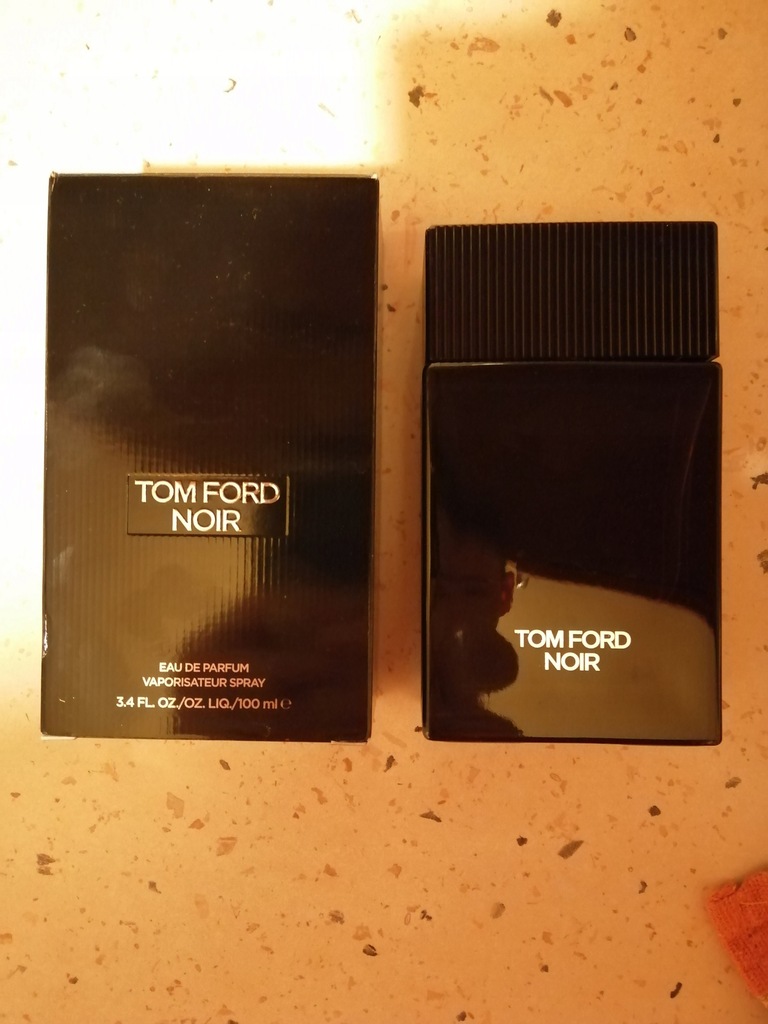 TOM FORD
NOIR
EAU DE PARFUM
VAPORISATEUR SPRAY
3.4 FL. OZ./OZ. LIQ./100 ml ℮
TOM FORD
NOIR